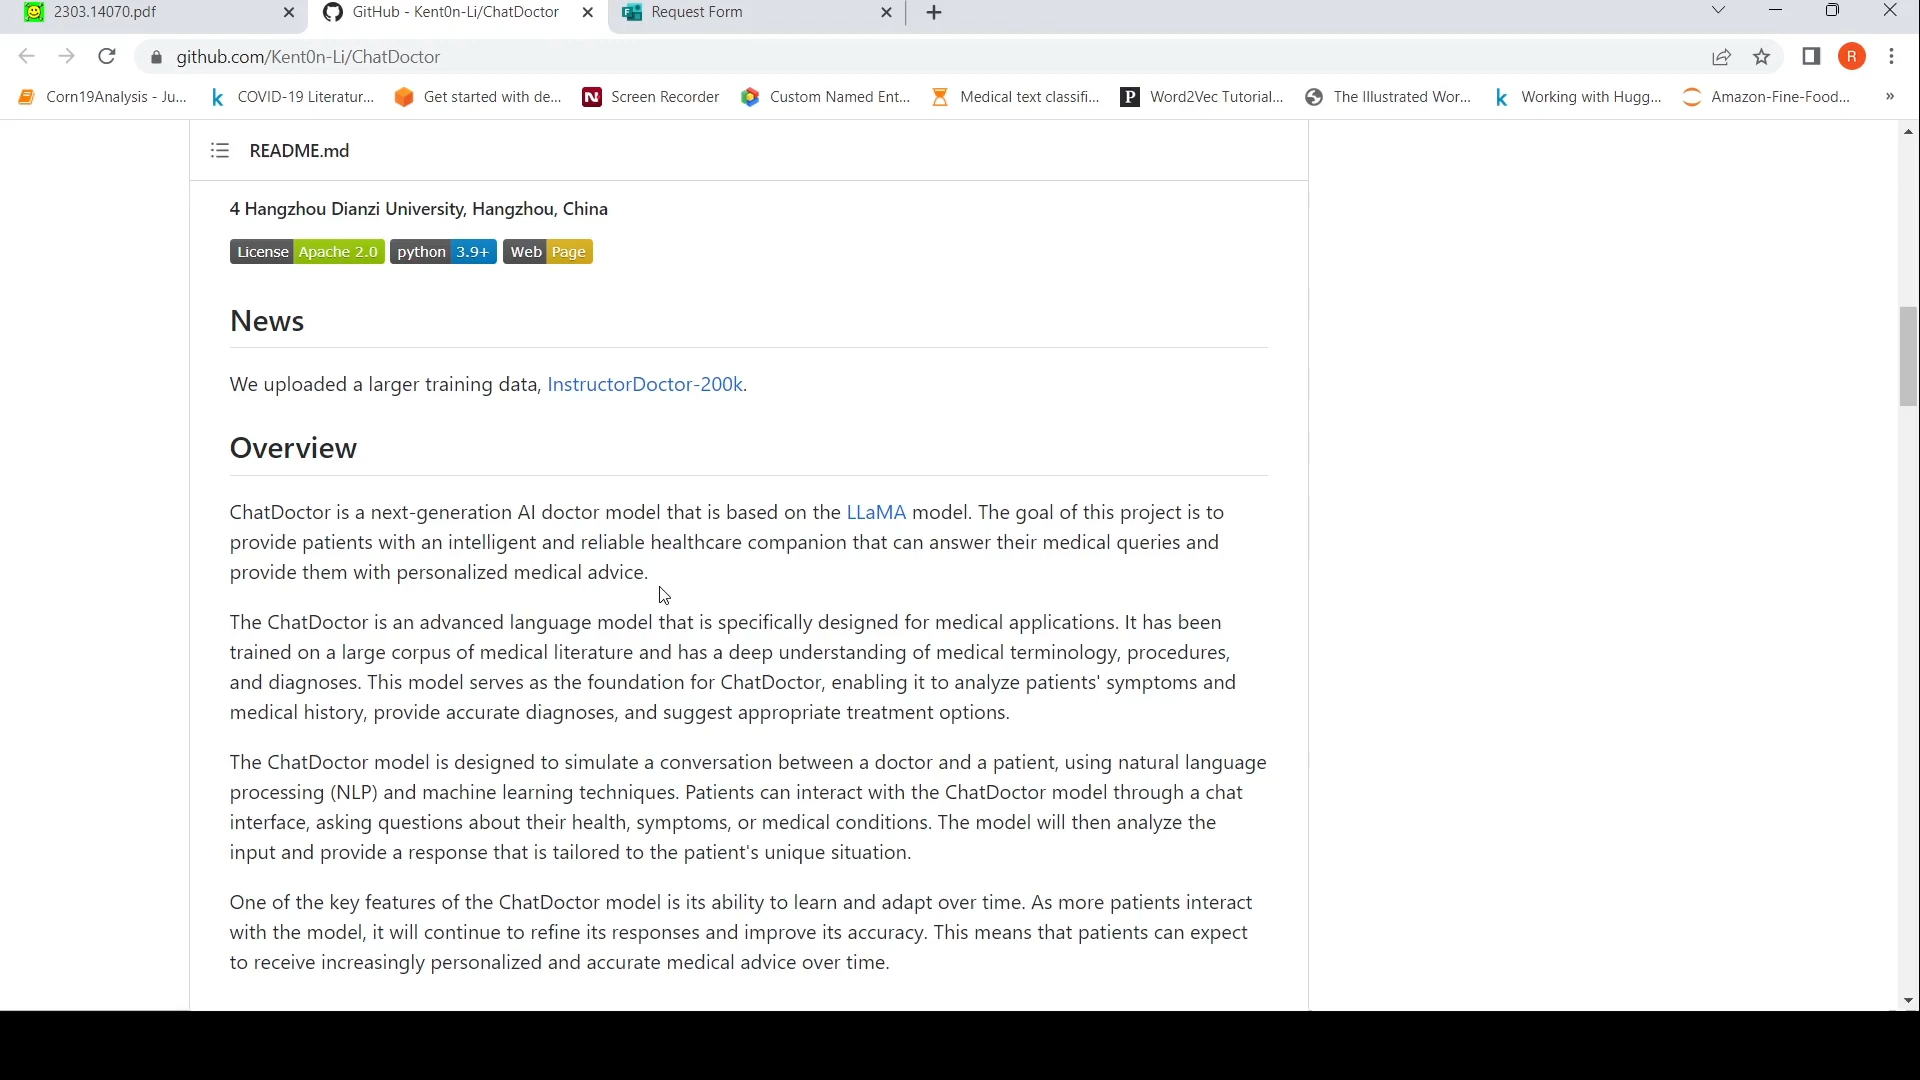 2303.14070.pdf
GitHub - Kent0n-Li/ChatDoctor
Request Form
github.com/Kent0n-Li/ChatDoctor
R
Corn19Analysis - Ju...
COVID-19 Literatur...
Get started with de...
Screen Recorder
Custom Named Ent...
Medical text classifi...
Word2Vec Tutorial...
The Illustrated Wor...
Working with Hugg...
Amazon-Fine-Food...
»
README.md
4 Hangzhou Dianzi University, Hangzhou, China
License Apache 2.0 python 3.9+ Web Page
News
We uploaded a larger training data, InstructorDoctor-200k.
Overview
ChatDoctor is a next-generation AI doctor model that is based on the LLaMA model. The goal of this project is to
provide patients with an intelligent and reliable healthcare companion that can answer their medical queries and
provide them with personalized medical advice.
The ChatDoctor is an advanced language model that is specifically designed for medical applications. It has been
trained on a large corpus of medical literature and has a deep understanding of medical terminology, procedures,
and diagnoses. This model serves as the foundation for ChatDoctor, enabling it to analyze patients' symptoms and
medical history, provide accurate diagnoses, and suggest appropriate treatment options.
The ChatDoctor model is designed to simulate a conversation between a doctor and a patient, using natural language
processing (NLP) and machine learning techniques. Patients can interact with the ChatDoctor model through a chat
interface, asking questions about their health, symptoms, or medical conditions. The model will then analyze the
input and provide a response that is tailored to the patient's unique situation.
One of the key features of the ChatDoctor model is its ability to learn and adapt over time. As more patients interact
with the model, it will continue to refine its responses and improve its accuracy. This means that patients can expect
to receive increasingly personalized and accurate medical advice over time.